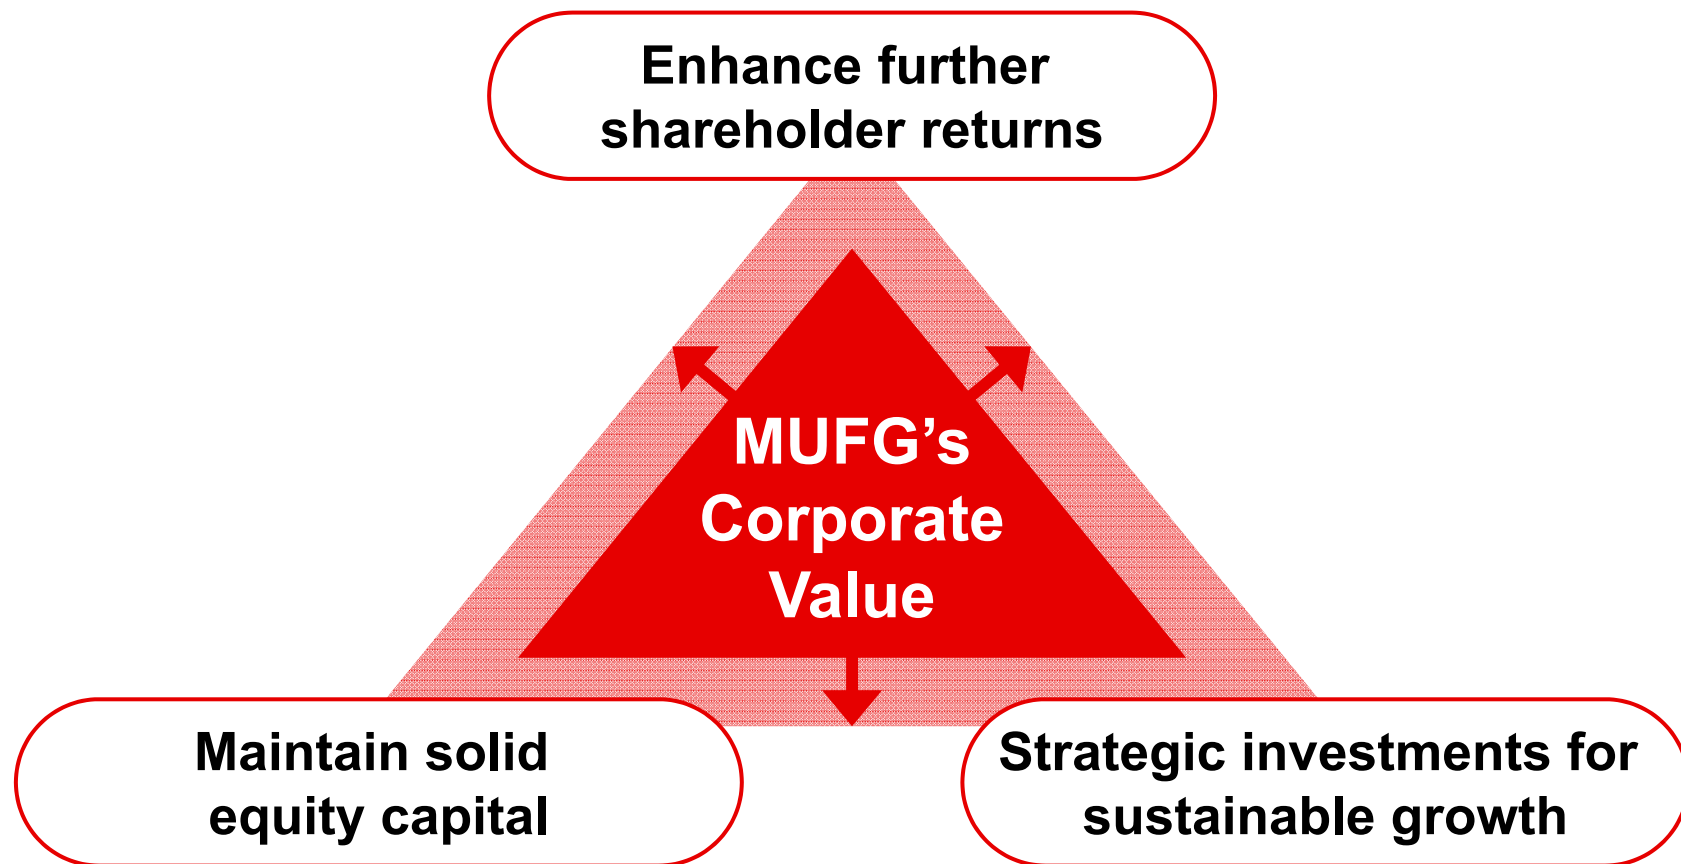 Enhance further
shareholder returns
MUFG’s
Corporate
Value
Maintain solid
equity capital
Strategic investments for
sustainable growth